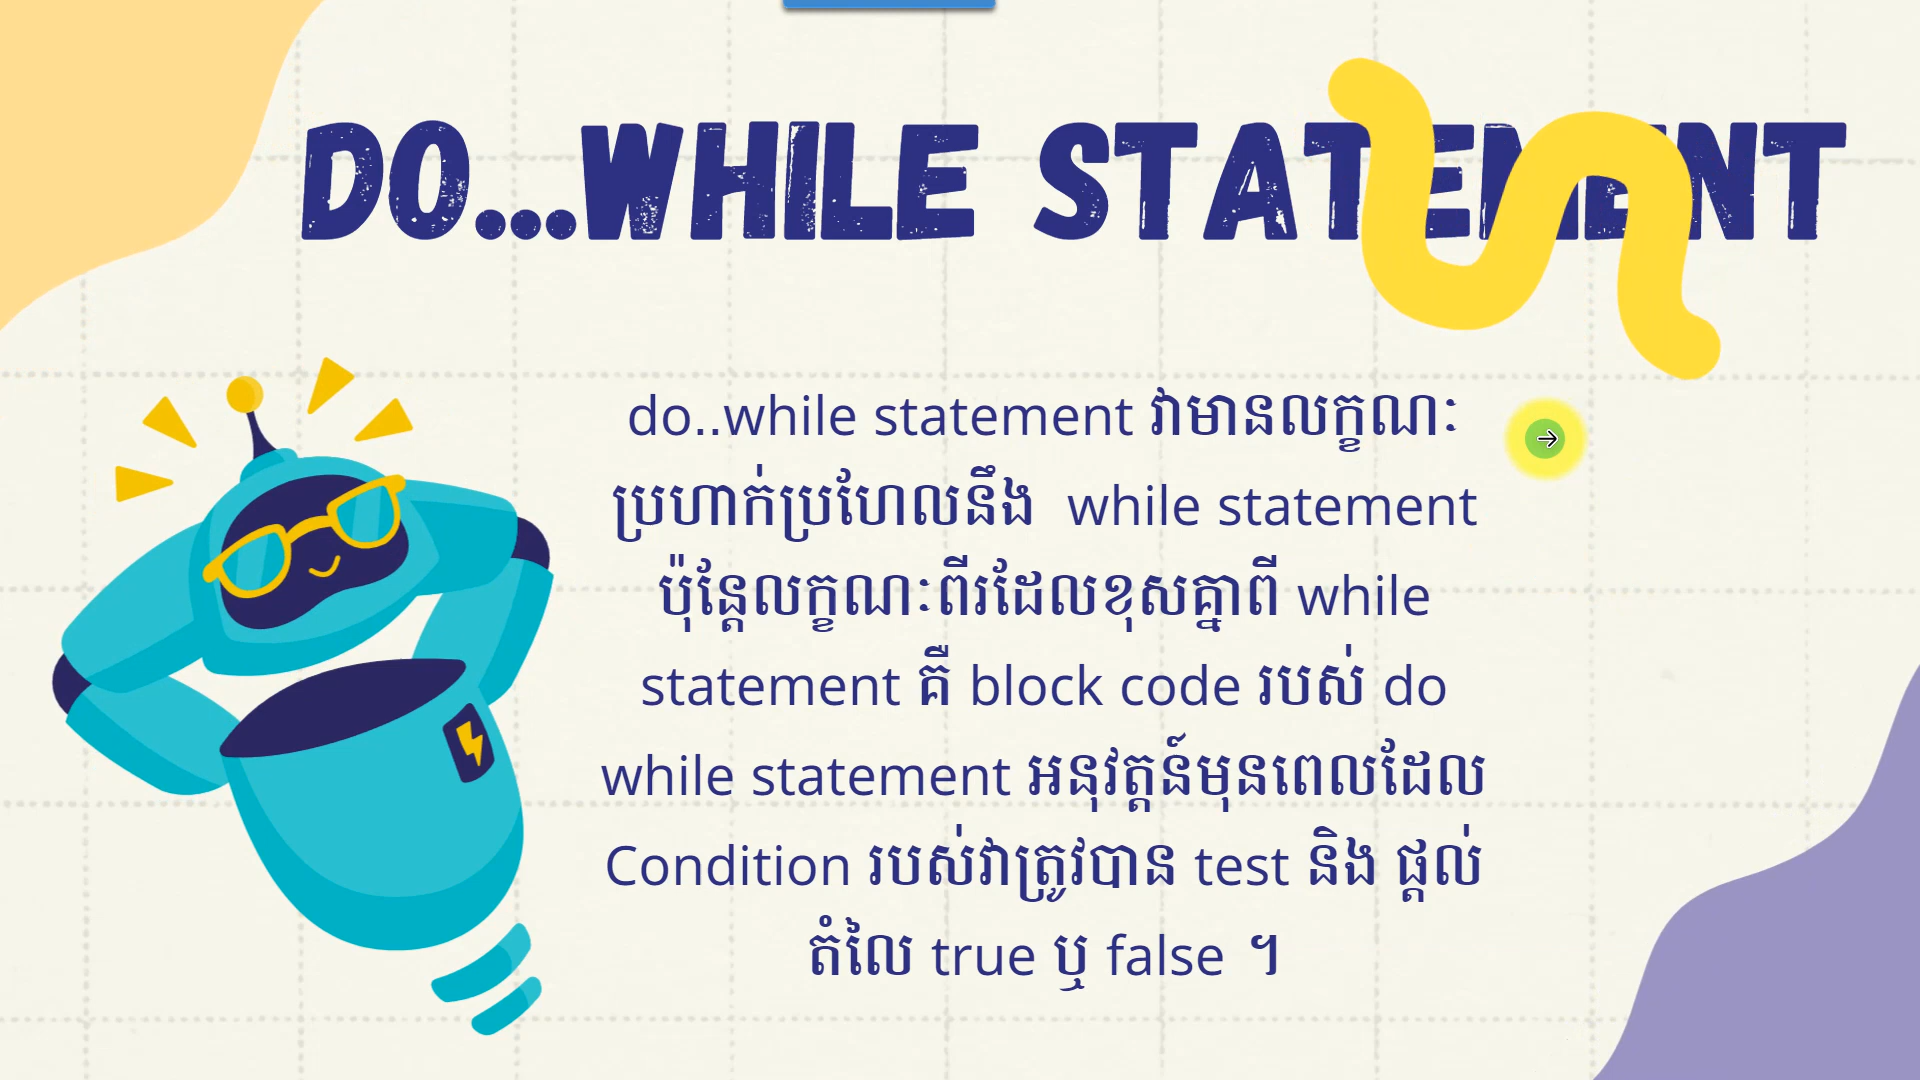 DO...WHILE STATEMENT
do..while statement វាមានលក្ខណៈ
ប្រហាក់ប្រហែលនឹង while statement
ប៉ុន្តែលក្ខណៈពីរដែលខុសគ្នាពី while
statement គឺ block code របស់ do
while statement អនុវត្តន៍មុនពេលដែល
Condition របស់វាត្រូវបាន test និង ផ្តល់
តំលៃ true ឬ false ។